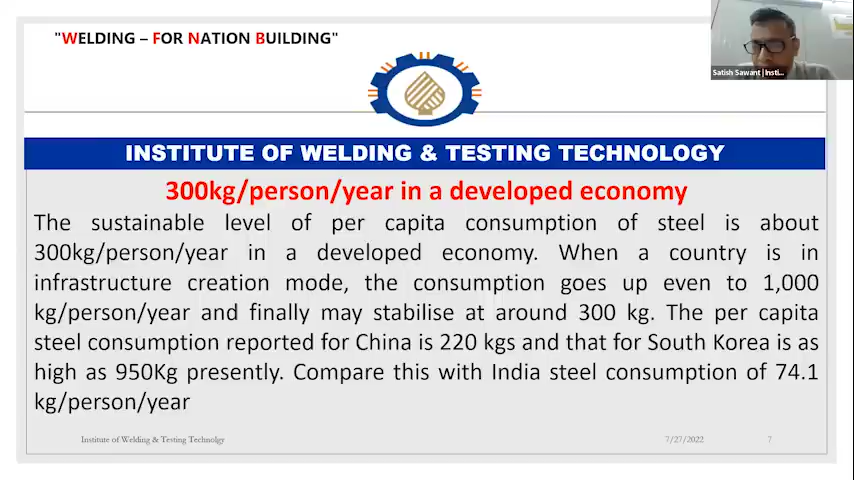 "WELDING – FOR NATION BUILDING"
Satish Sawant | Insti...
INSTITUTE OF WELDING & TESTING TECHNOLOGY
300kg/person/year in a developed economy
The sustainable level of per capita consumption of steel is about
300kg/person/year in a developed economy. When a country is in
infrastructure creation mode, the consumption goes up even to 1,000
kg/person/year and finally may stabilise at around 300 kg. The per capita
steel consumption reported for China is 220 kgs and that for South Korea is as
high as 950Kg presently. Compare this with India steel consumption of 74.1
kg/person/year
Institute of Welding & Testing Technolgy
7/27/2022
7